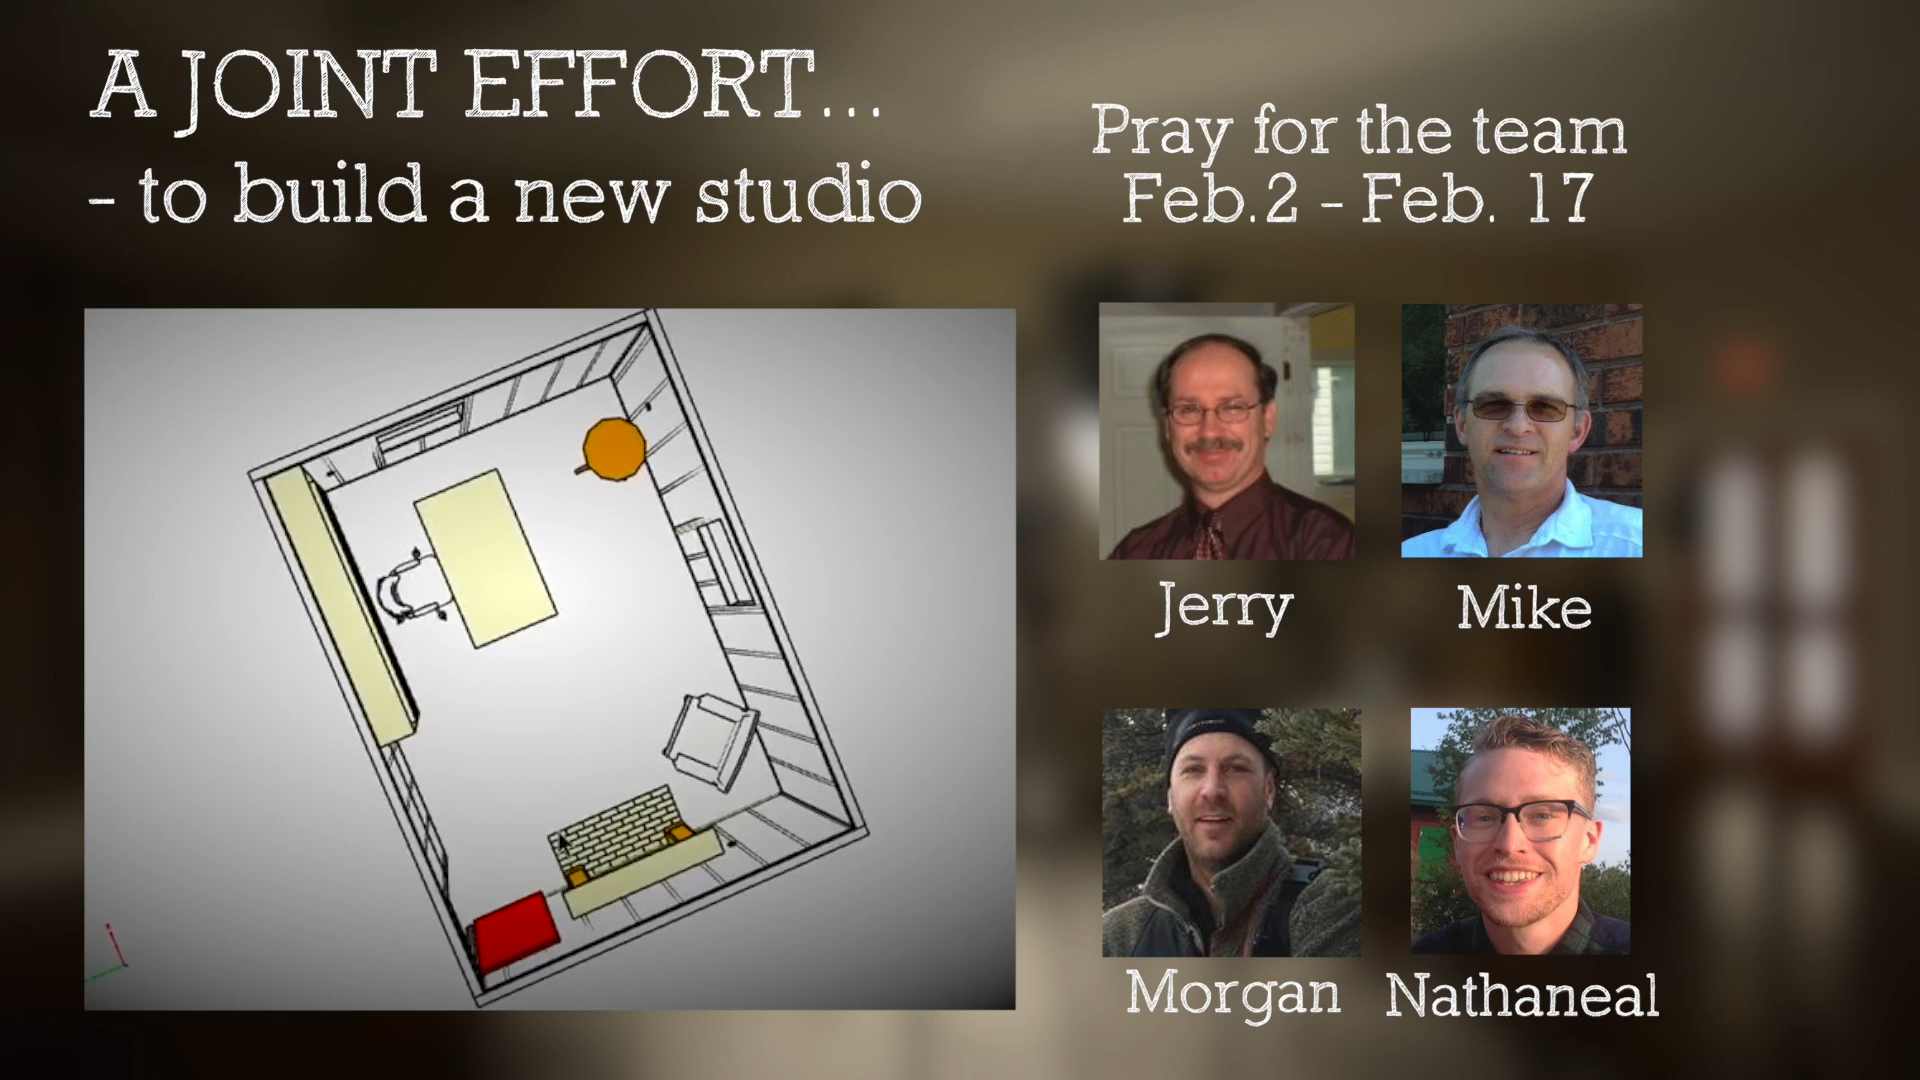 A JOINT EFFORT...
- to build a new studio
Pray for the team
Feb.2 - Feb. 17
Jerry
Mike
Morgan
Nathaneal